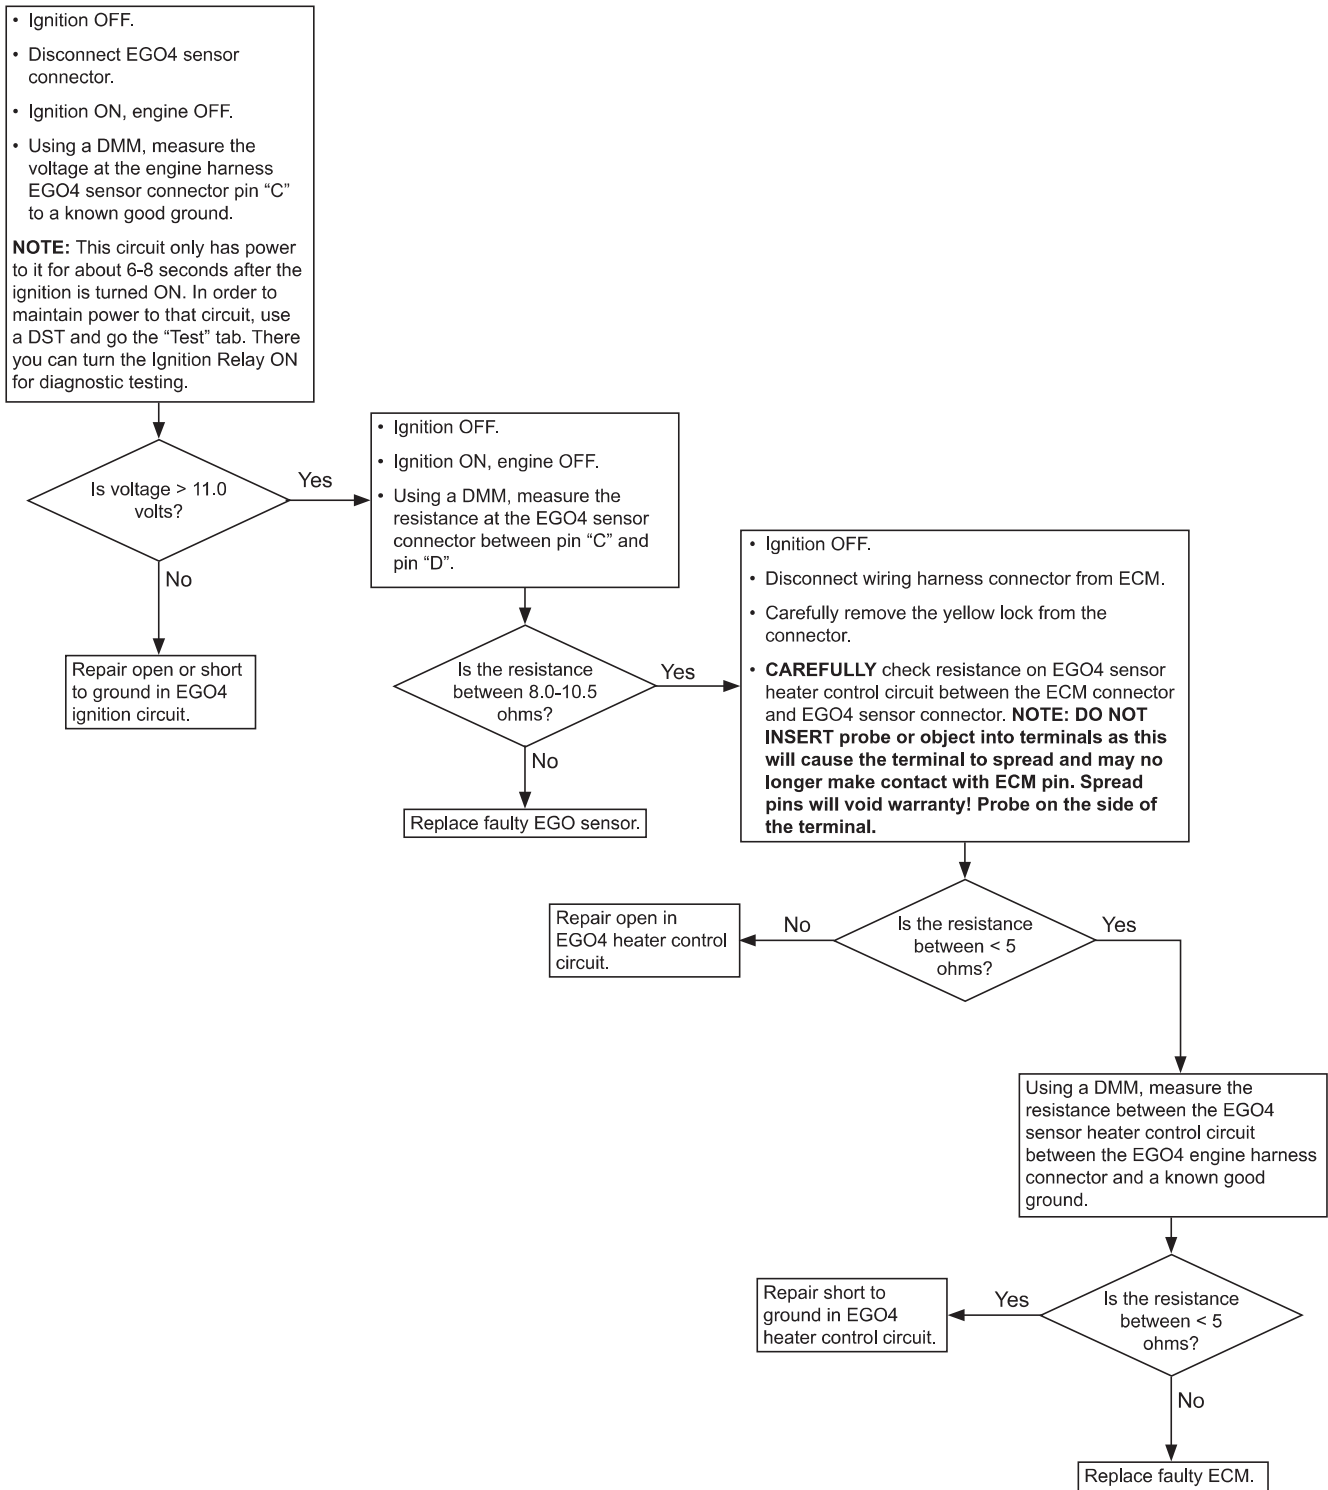 • Ignition OFF.
• Disconnect EGO4 sensor
connector.
• Ignition ON, engine OFF.
• Using a DMM, measure the
voltage at the engine harness
EGO4 sensor connector pin “C”
to a known good ground.
NOTE: This circuit only has power
to it for about 6-8 seconds after the
ignition is turned ON. In order to
maintain power to that circuit, use
a DST and go the “Test” tab. There
you can turn the Ignition Relay ON
for diagnostic testing.
Is voltage > 11.0
volts?
Yes
No
Repair open or short
to ground in EGO4
ignition circuit.
• Ignition OFF.
• Ignition ON, engine OFF.
• Using a DMM, measure the
resistance at the EGO4 sensor
connector between pin “C” and
pin “D”.
Is the resistance
between 8.0-10.5
ohms?
Yes
No
Replace faulty EGO sensor.
• Ignition OFF.
• Disconnect wiring harness connector from ECM.
• Carefully remove the yellow lock from the
connector.
• CAREFULLY check resistance on EGO4 sensor
heater control circuit between the ECM connector
and EGO4 sensor connector. NOTE: DO NOT
INSERT probe or object into terminals as this
will cause the terminal to spread and may no
longer make contact with ECM pin. Spread
pins will void warranty! Probe on the side of
the terminal.
Is the resistance
between < 5
ohms?
No
Yes
Repair open in
EGO4 heater control
circuit.
Using a DMM, measure the
resistance between the EGO4
sensor heater control circuit
between the EGO4 engine harness
connector and a known good
ground.
Is the resistance
between < 5
ohms?
Yes
No
Repair short to
ground in EGO4
heater control circuit.
Replace faulty ECM.